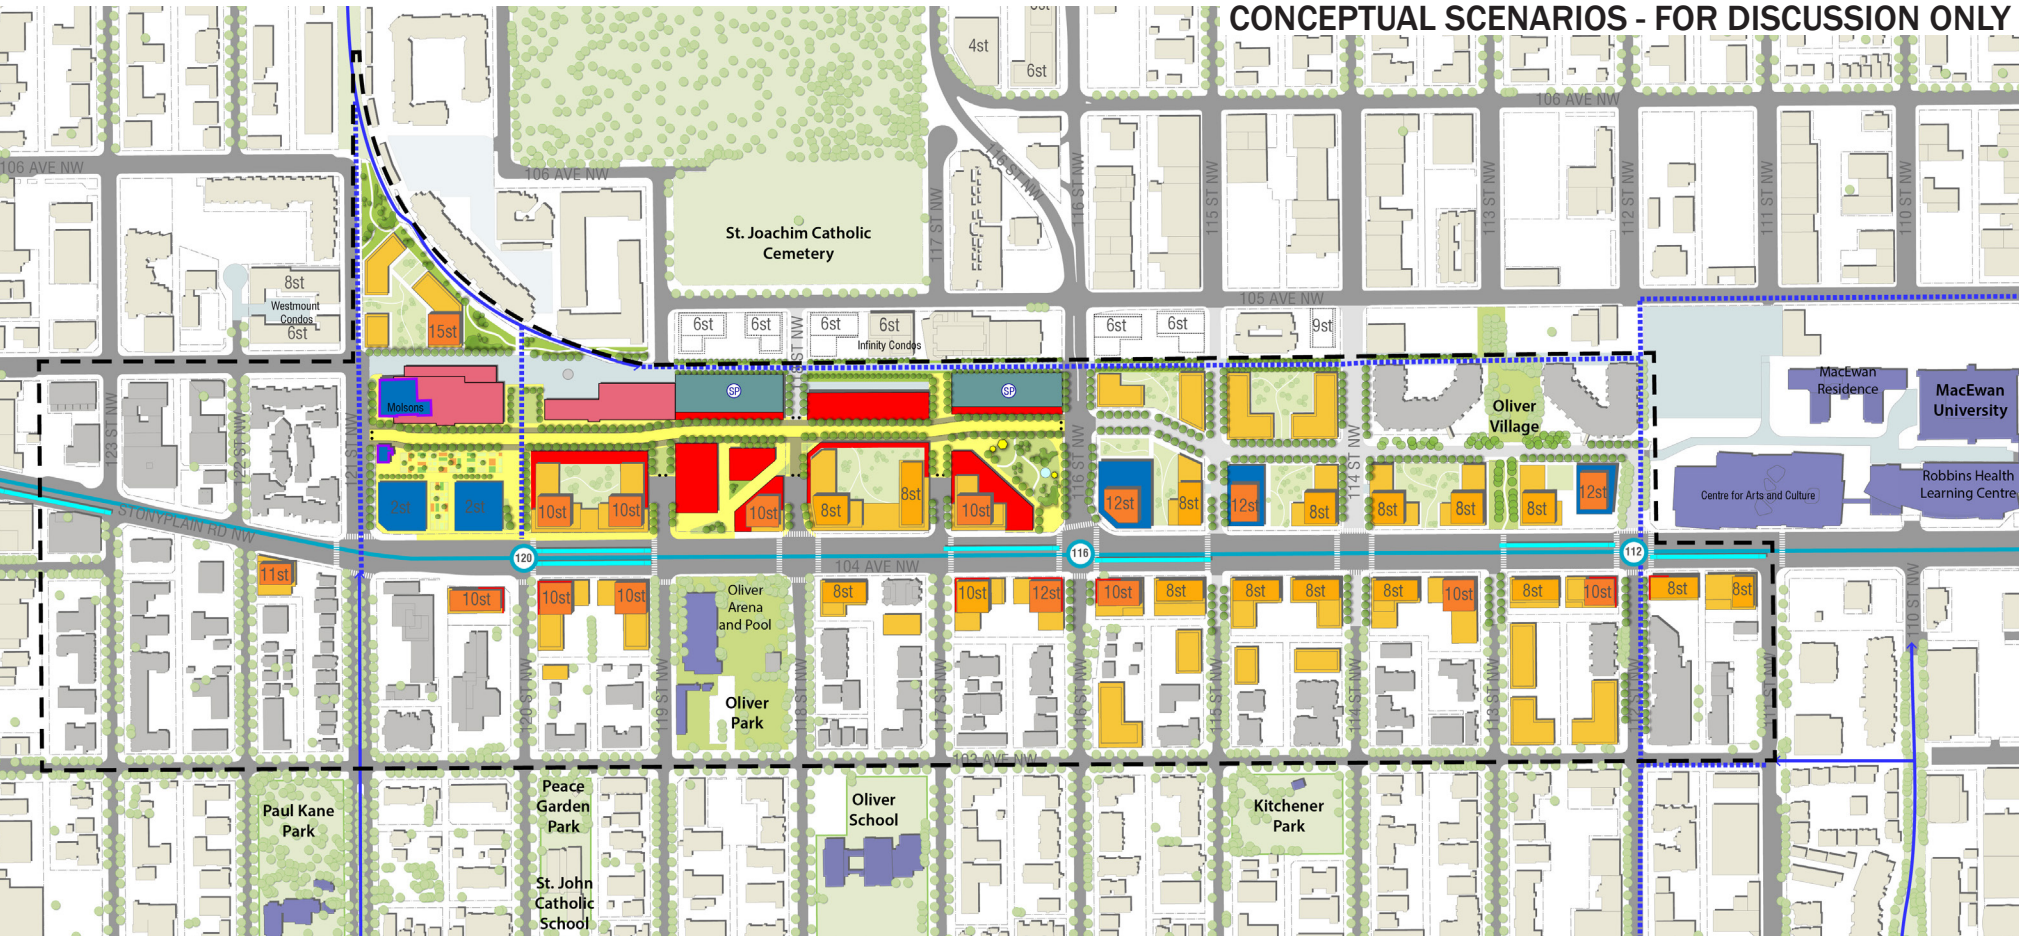 CONCEPTUAL SCENARIOS - FOR DISCUSSION ONLY
4st
6st
106 AVE NW
106 AVE NW
106 AVE NW
116 ST NW
116 ST NW
115 ST NW
113 ST NW
112 ST NW
111 ST NW
110 ST NW
117 ST NW
St. Joachim Catholic
Cemetery
8st
Westmount
Condos
6st
15st
105 AVE NW
6st
6st
6st
6st
Infinity Condos
6st
6st
9st
SP
SP
Molsons
MacEwan
Residence
MacEwan
University
Oliver
Village
123 ST NW
122 ST NW
121 ST NW
116 ST NW
114 ST NW
Robbins Health
Learning Centre
Centre for Arts and Culture
2st
2st
10st
10st
10st
8st
8st
10st
12st
8st
12st
8st
8st
8st
8st
12st
STONYPLAIN RD NW
120
116
112
104 AVE NW
11st
10st
10st
10st
Oliver
Arena
and Pool
8st
10st
12st
10st
8st
8st
8st
8st
10st
8st
10st
8st
8st
110 ST NW
Oliver
Park
120 ST NW
119 ST NW
118 ST NW
116 ST NW
115 ST NW
113 ST NW
103 AVE NW
Paul Kane
Park
Peace
Garden
Park
Oliver
School
Kitchener
Park
St. John
Catholic
School